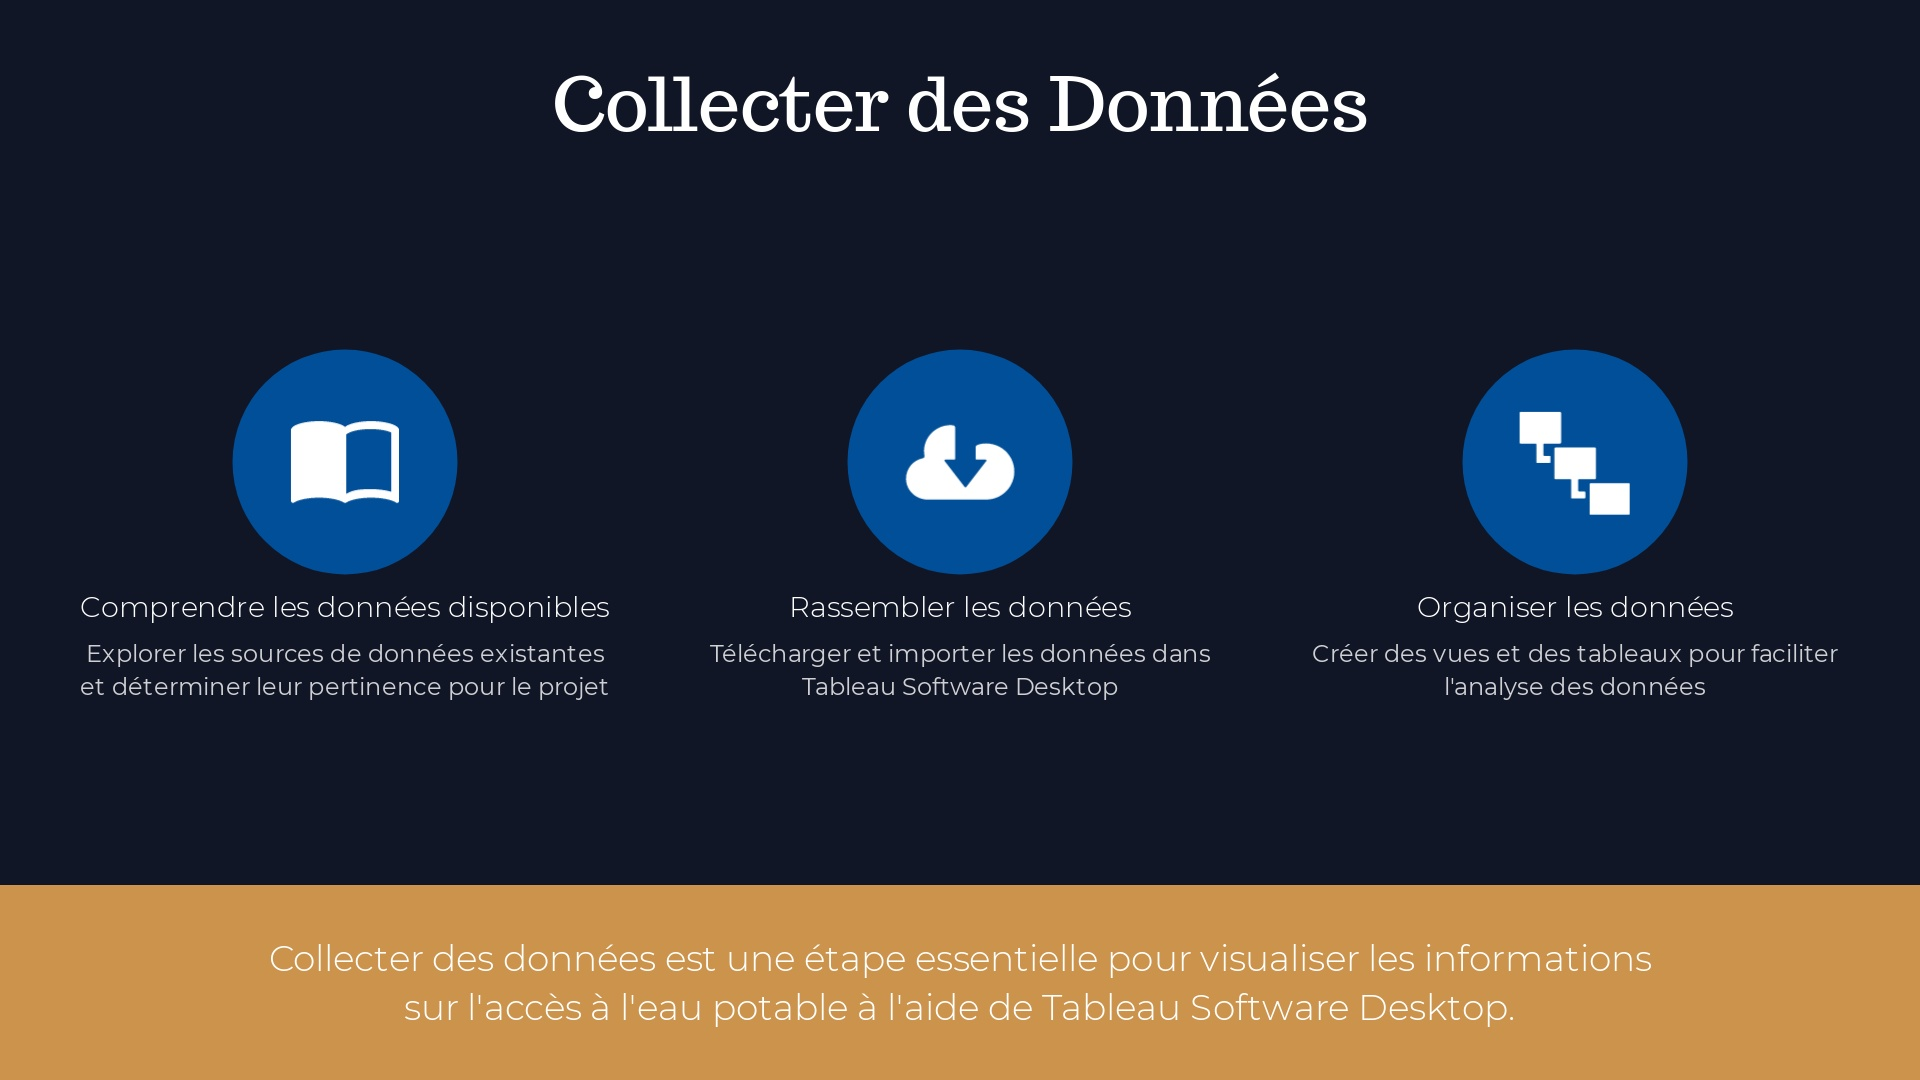 Collecter des Données
Comprendre les données disponibles
Explorer les sources de données existantes
et déterminer leur pertinence pour le projet
Rassembler les données
Télécharger et importer les données dans
Tableau Software Desktop
Organiser les données
Créer des vues et des tableaux pour faciliter
l'analyse des données
Collecter des données est une étape essentielle pour visualiser les informations
sur l'accès à l'eau potable à l'aide de Tableau Software Desktop.